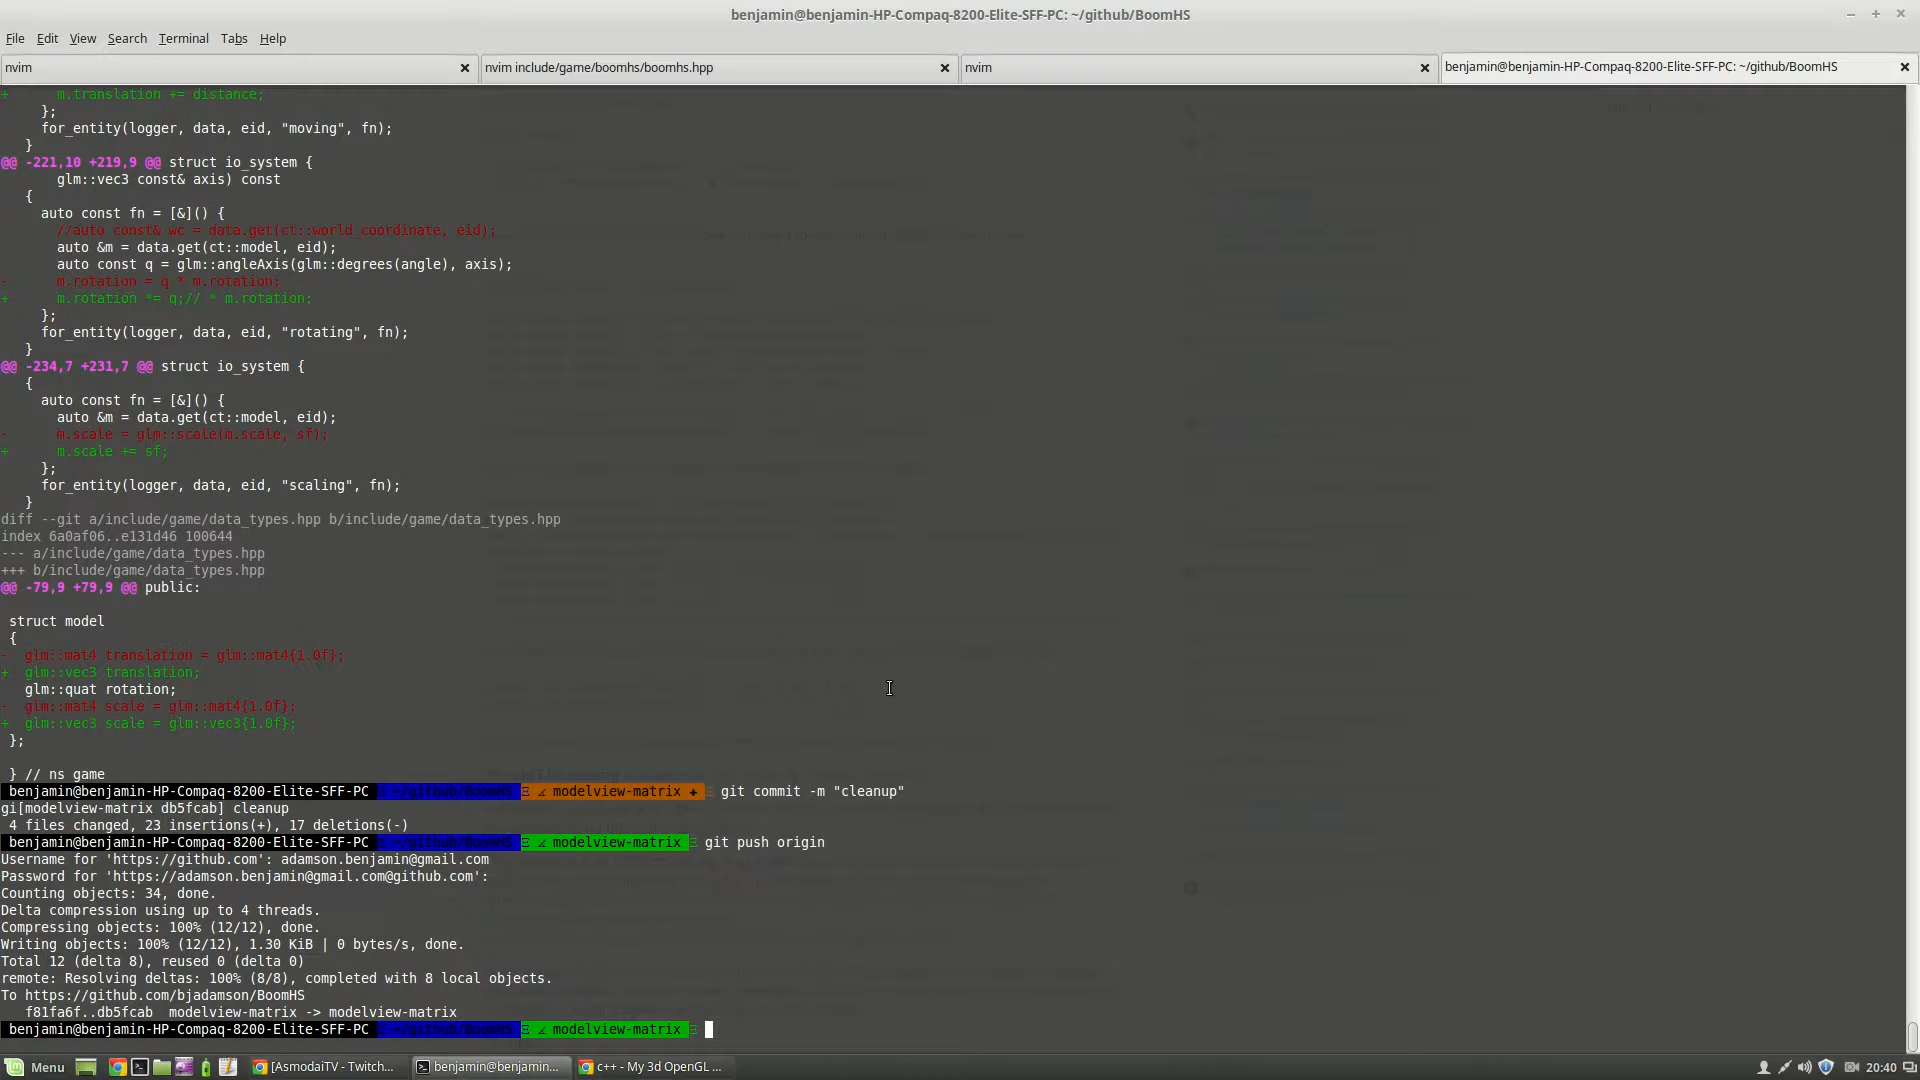 benjamin@benjamin-HP-Compaq-8200-Elite-SFF-PC: ~/github/BoomHS
File Edit View Search Terminal Tabs Help
nvim
nvim include/game/boomhs/boomhs.hpp
nvim
benjamin@benjamin-HP-Compaq-8200-Elite-SFF-PC: ~/github/BoomHS
+      m.translation += distance;
     };
     for_entity(logger, data, eid, "moving", fn);
   }
@@ -221,10 +219,9 @@ struct io_system {
       glm::vec3 const& axis) const
   {
     auto const fn = [&]() {
       //auto const& wc = data.get(ct::world_coordinate, eid);
       auto &m = data.get(ct::model, eid);
       auto const q = glm::angleAxis(glm::degrees(angle), axis);
-      m.rotation = q * m.rotation;
+      m.rotation *= q;// * m.rotation;
     };
     for_entity(logger, data, eid, "rotating", fn);
   }
@@ -234,7 +231,7 @@ struct io_system {
   {
     auto const fn = [&]() {
       auto &m = data.get(ct::model, eid);
-      m.scale = glm::scale(m.scale, sf);
+      m.scale += sf;
     };
     for_entity(logger, data, eid, "scaling", fn);
   }
diff --git a/include/game/data_types.hpp b/include/game/data_types.hpp
index 6a0af06..e131d46 100644
--- a/include/game/data_types.hpp
+++ b/include/game/data_types.hpp
@@ -79,9 +79,9 @@ public:
 struct model
 {
-  glm::mat4 translation = glm::mat4{1.0f};
+  glm::vec3 translation;
   glm::quat rotation;
-  glm::mat4 scale = glm::mat4{1.0f};
+  glm::vec3 scale = glm::vec3{1.0f};
 };
 } // ns game
benjamin@benjamin-HP-Compaq-8200-Elite-SFF-PC ~/github/BoomHS modelview-matrix + git commit -m "cleanup"
gi[modelview-matrix db5fcab] cleanup
 4 files changed, 23 insertions(+), 17 deletions(-)
benjamin@benjamin-HP-Compaq-8200-Elite-SFF-PC ~/github/BoomHS modelview-matrix git push origin
Username for 'https://github.com': adamson.benjamin@gmail.com
Password for 'https://adamson.benjamin@gmail.com@github.com':
Counting objects: 34, done.
Delta compression using up to 4 threads.
Compressing objects: 100% (12/12), done.
Writing objects: 100% (12/12), 1.30 KiB | 0 bytes/s, done.
Total 12 (delta 8), reused 0 (delta 0)
remote: Resolving deltas: 100% (8/8), completed with 8 local objects.
To https://github.com/bjadamson/BoomHS
   f81fa6f..db5fcab  modelview-matrix -> modelview-matrix
benjamin@benjamin-HP-Compaq-8200-Elite-SFF-PC ~/github/BoomHS modelview-matrix
Menu
[AsmodaiTV - Twitch...
benjamin@benjamin...
c++ - My 3d OpenGL ...
20:40